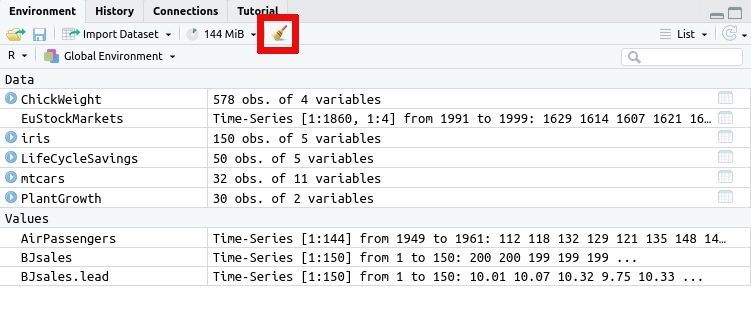 Environment History Connections Tutorial
Import Dataset 144 MiB List
R Global Environment
Data
ChickWeight 578 obs. of 4 variables
EuStockMarkets Time-Series [1:1860, 1:4] from 1991 to 1999: 1629 1614 1607 1621 16…
iris 150 obs. of 5 variables
LifeCycleSavings 50 obs. of 5 variables
mtcars 32 obs. of 11 variables
PlantGrowth 30 obs. of 2 variables
Values
AirPassengers Time-Series [1:144] from 1949 to 1961: 112 118 132 129 121 135 148 14…
BJsales Time-Series [1:150] from 1 to 150: 200 200 199 199 199 ...
BJsales.lead Time-Series [1:150] from 1 to 150: 10.01 10.07 10.32 9.75 10.33 ...